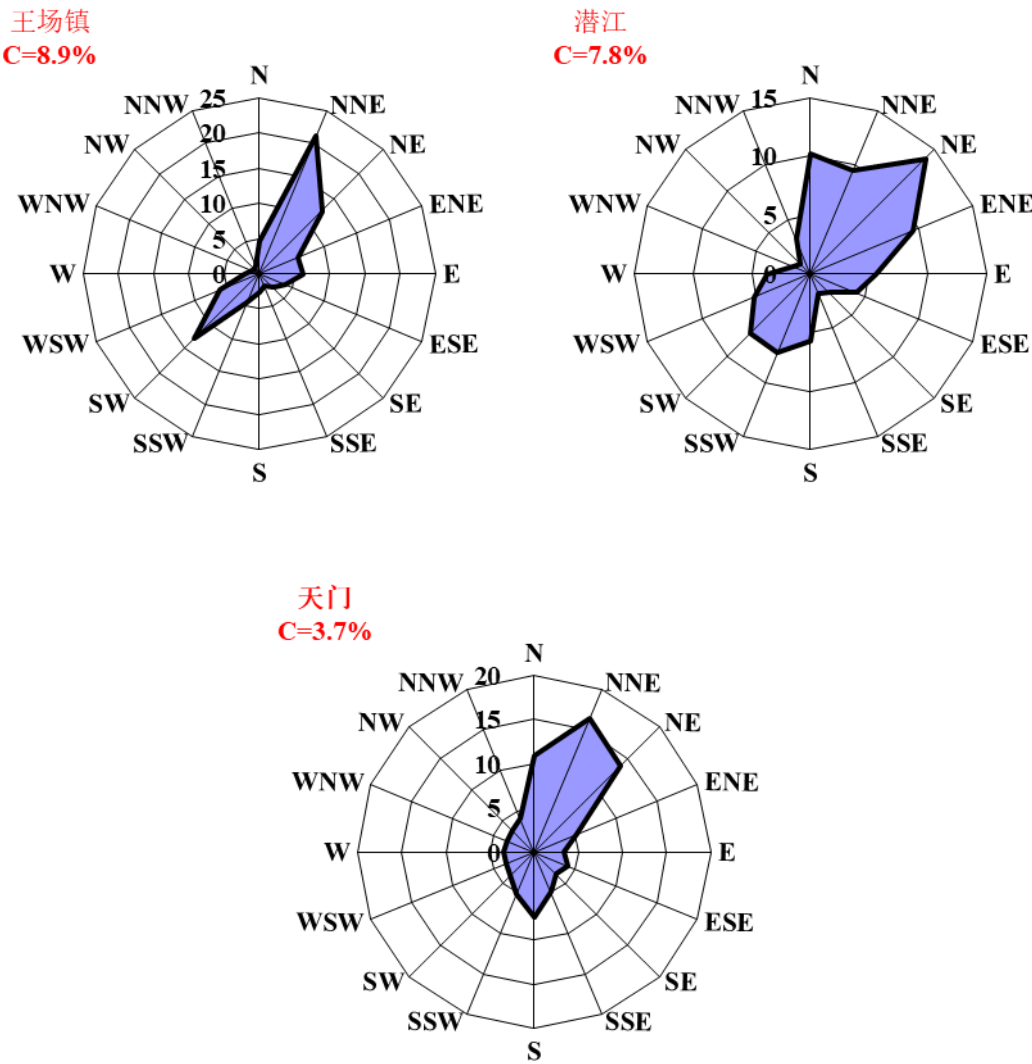 王场镇
C=8.9%
潜江
C=7.8%
N
NNW
25
NNE
NW
20
NE
15
WNW
10
ENE
5
W
0
E
WSW
ESE
SW
SE
SSW
SSE
S
N
NNW
15
NNE
NW
10
NE
WNW
5
ENE
W
0
E
WSW
ESE
SW
SE
SSW
SSE
S
天门
C=3.7%
N
NNW
20
NNE
NW
15
NE
WNW
10
ENE
5
W
0
E
WSW
ESE
SW
SE
SSW
SSE
S